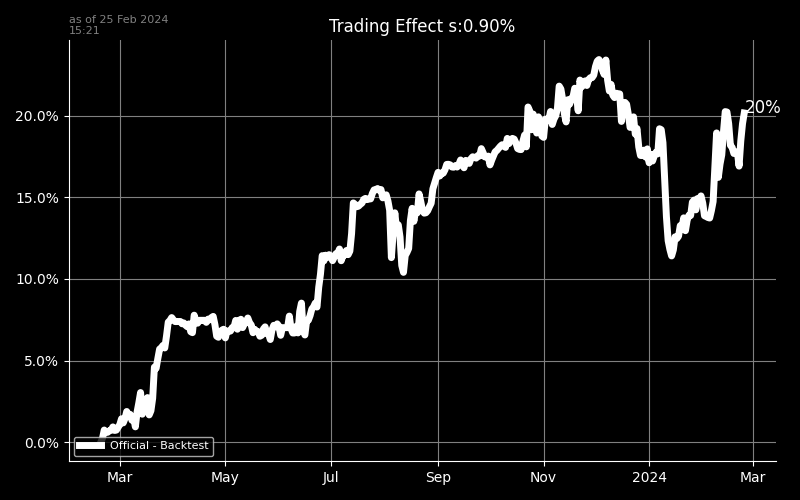 as of 25 Feb 2024
15:21
Trading Effect s:0.90%
20.0%
15.0%
10.0%
5.0%
0.0%
20%
Official - Backtest
Mar
May
Jul
Sep
Nov
2024
Mar